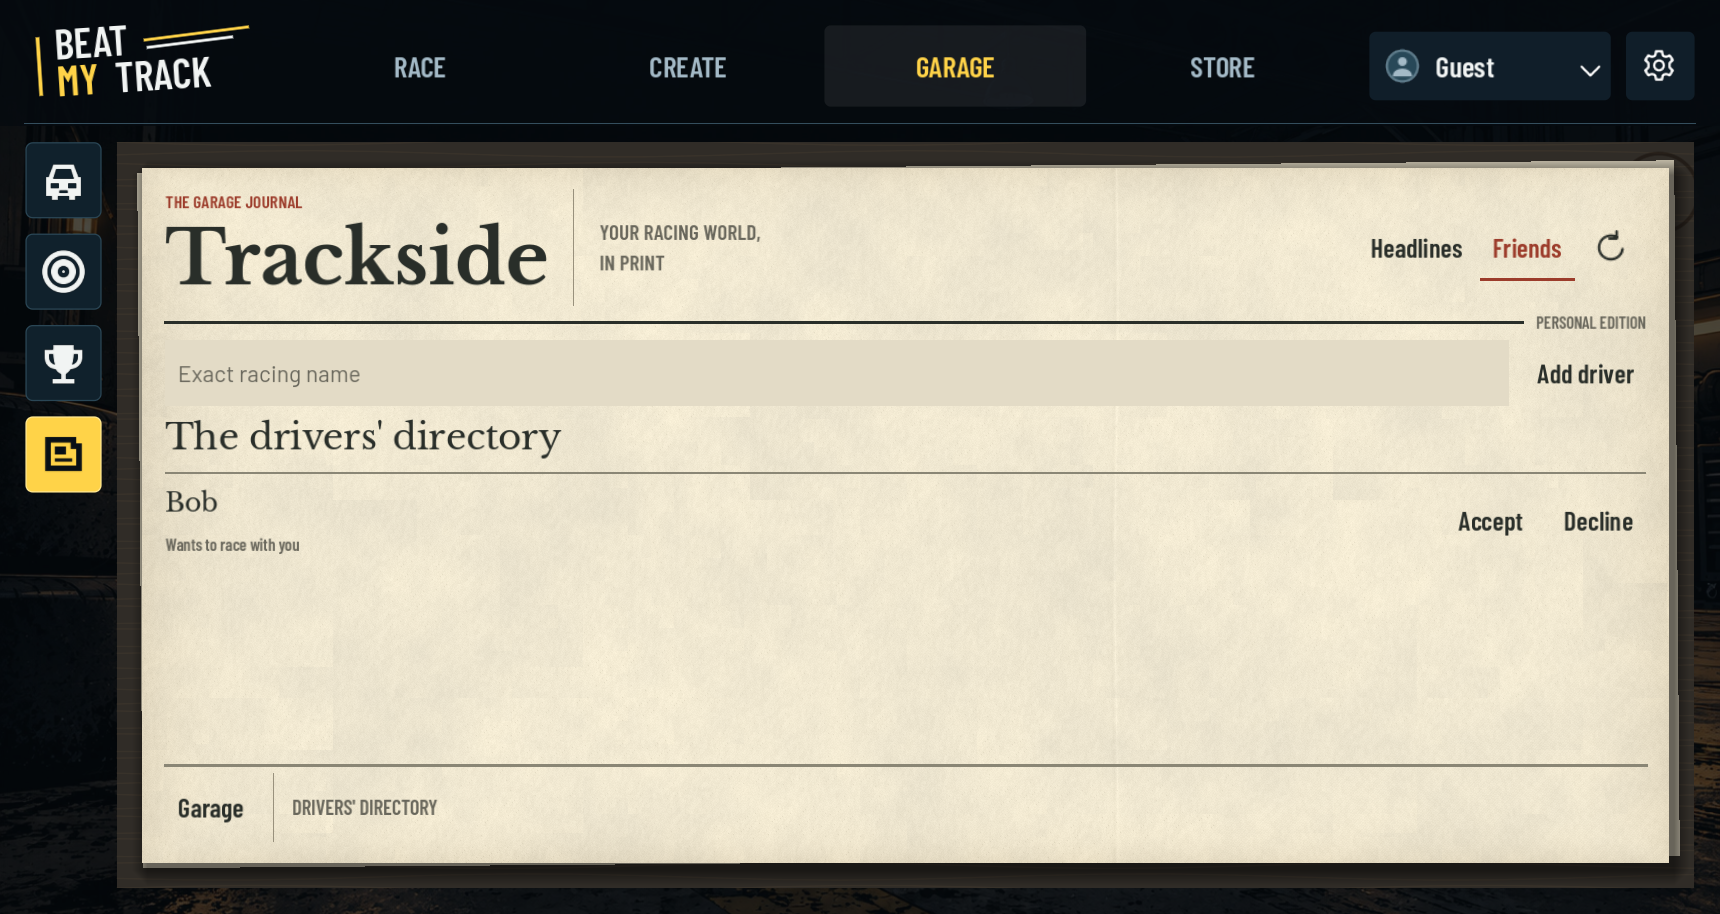 BEAT
MY TRACK
RACE
CREATE
GARAGE
STORE
Guest
THE GARAGE JOURNAL
Trackside
YOUR RACING WORLD,
IN PRINT
Headlines
Friends
PERSONAL EDITION
Exact racing name
Add driver
The drivers' directory
Bob
Wants to race with you
Accept
Decline
Garage
DRIVERS' DIRECTORY